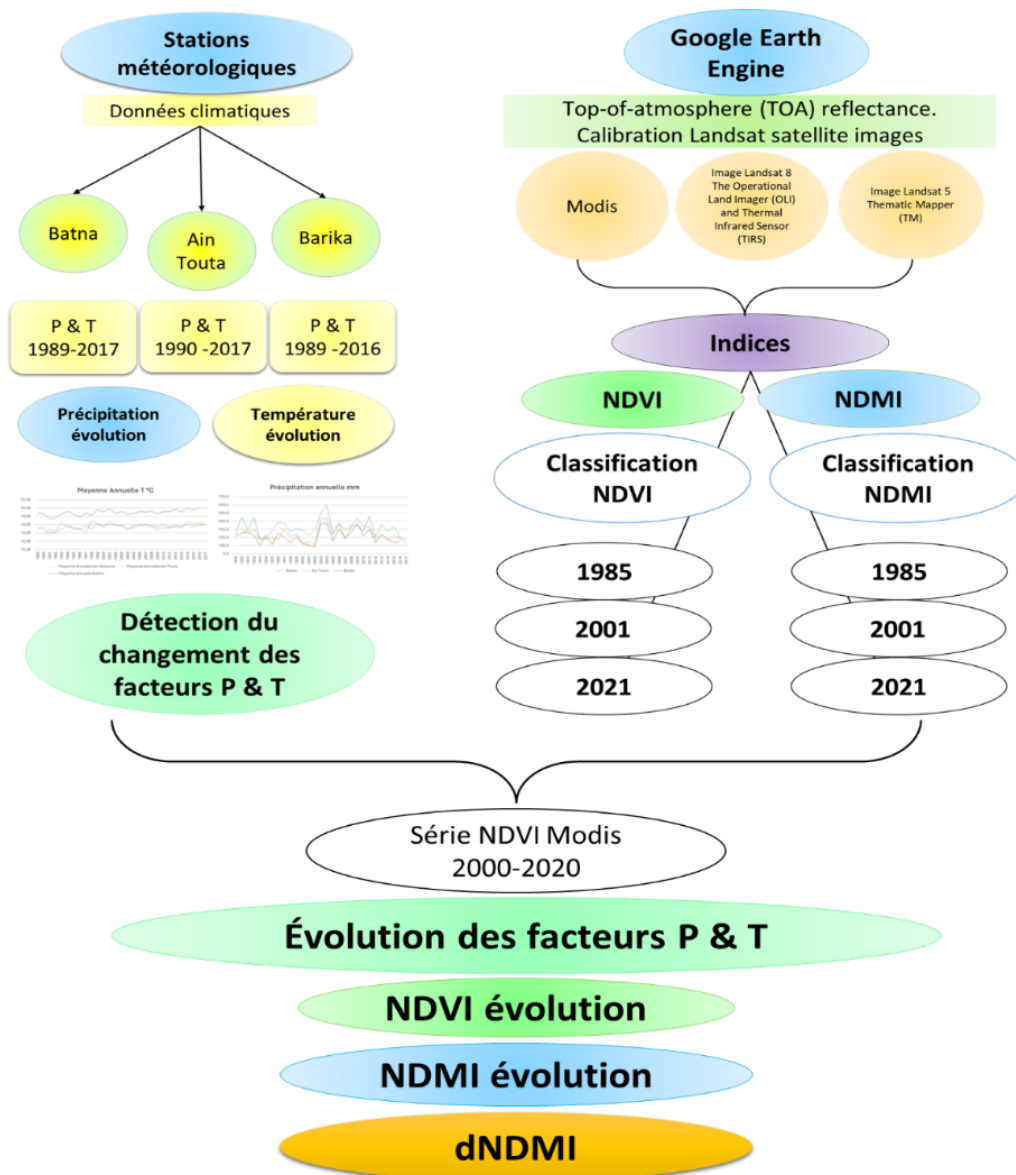 Stations
météorologiques
Données climatiques
Batna
Ain
Touta
Barika
P & T
1989-2017
P & T
1990 -2017
P & T
1989 -2016
Précipitation
évolution
Température
évolution
Moyenne Annuelle T°C
Précipitation annuelle mm
Batna
Ain Touta
Barika
Détection du
changement des
facteurs P & T
Google Earth
Engine
Top-of-atmosphere (TOA) reflectance.
Calibration Landsat satellite images
Modis
Image Landsat 8
The Operational
Land Imager (OLI)
and Thermal
Infrared Sensor
(TIRS)
Image Landsat 5
Thematic Mapper
(TM)
Indices
NDVI
NDMI
Classification
NDVI
Classification
NDMI
1985
2001
2021
1985
2001
2021
Série NDVI Modis
2000-2020
Évolution des facteurs P & T
NDVI évolution
NDMI évolution
dNDMI